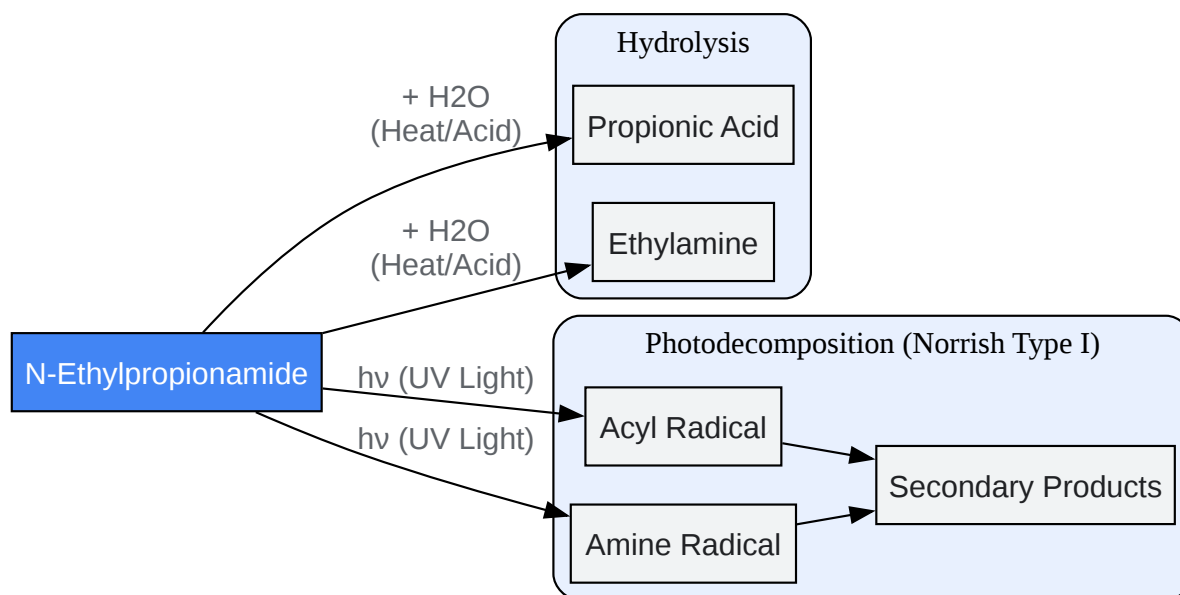 Hydrolysis
+ H2O
(Heat/Acid)
Propionic Acid
+ H2O
(Heat/Acid)
Ethylamine
N-Ethylpropionamide
Photodecomposition (Norrish Type I)
hν (UV Light)
Acyl Radical
hν (UV Light)
Secondary Products
Amine Radical